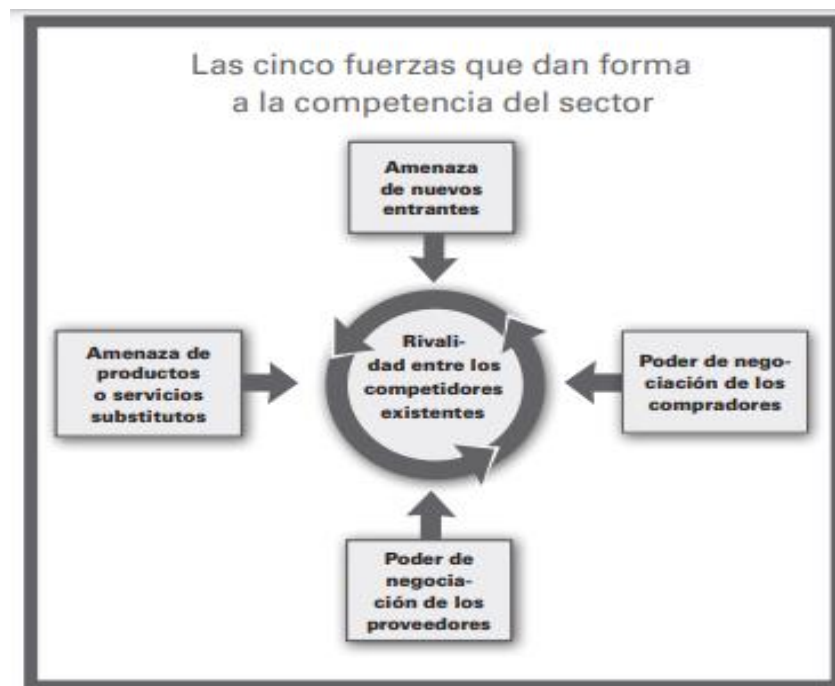 Las cinco fuerzas que dan forma
a la competencia del sector
Amenaza
de nuevos
entrantes
Amenaza de
productos
o servicios
substitutos
Rivali-
dad entre los
competidores
existentes
Poder de nego-
ciación de los
compradores
Poder de
negocia-
ción de los
proveedores